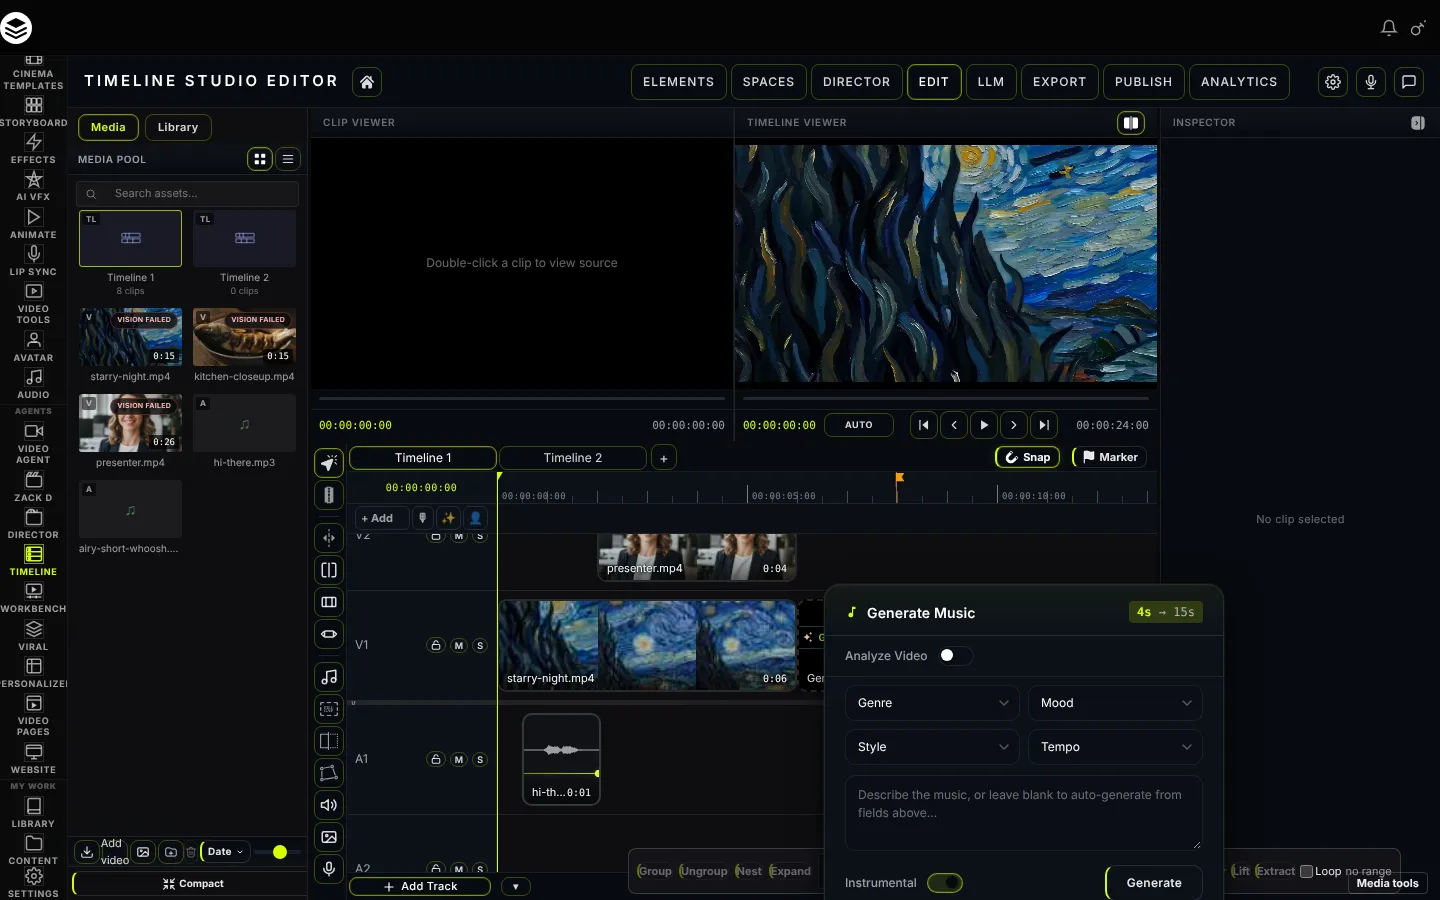 CINEMA
TEMPLATES
STORYBOARD
EFFECTS
AI VFX
ANIMATE
LIP SYNC
VIDEO
TOOLS
AVATAR
AUDIO
AGENTS
VIDEO
AGENT
ZACK D
DIRECTOR
TIMELINE
WORKBENCH
VIRAL
PERSONALIZE
VIDEO
PAGES
WEBSITE
MY WORK
LIBRARY
CONTENT
SETTINGS
TIMELINE STUDIO EDITOR
ELEMENTS
SPACES
DIRECTOR
EDIT
LLM
EXPORT
PUBLISH
ANALYTICS
Media
Library
MEDIA POOL
Search assets...
TL
Timeline 1
8 clips
TL
Timeline 2
0 clips
V
VISION FAILED
0:15
starry-night.mp4
V
VISION FAILED
0:15
kitchen-closeup.mp4
V
VISION FAILED
0:26
presenter.mp4
A
hi-there.mp3
A
airy-short-whoosh....
Add
video
Date
Compact
CLIP VIEWER
Double-click a clip to view source
00:00:00:00
00:00:00:00
TIMELINE VIEWER
00:00:00:00
AUTO
00:00:24:00
INSPECTOR
No clip selected
Timeline 1
Timeline 2
+
Snap
Marker
00:00:00:00
00:00:00:00
00:00:05:00
00:00:10:00
+ Add
V2
M
S
presenter.mp4
0:04
V1
M
S
starry-night.mp4
0:06
G
Ger
A1
M
S
hi-th...
0:01
A2
M
S
+ Add Track
Generate Music
4s → 15s
Analyze Video
Genre
Mood
Style
Tempo
Describe the music, or leave blank to auto-generate from
fields above...
Instrumental
Generate
Group
Ungroup
Nest
Expand
Lift
Extract
Loop
no range
Media tools